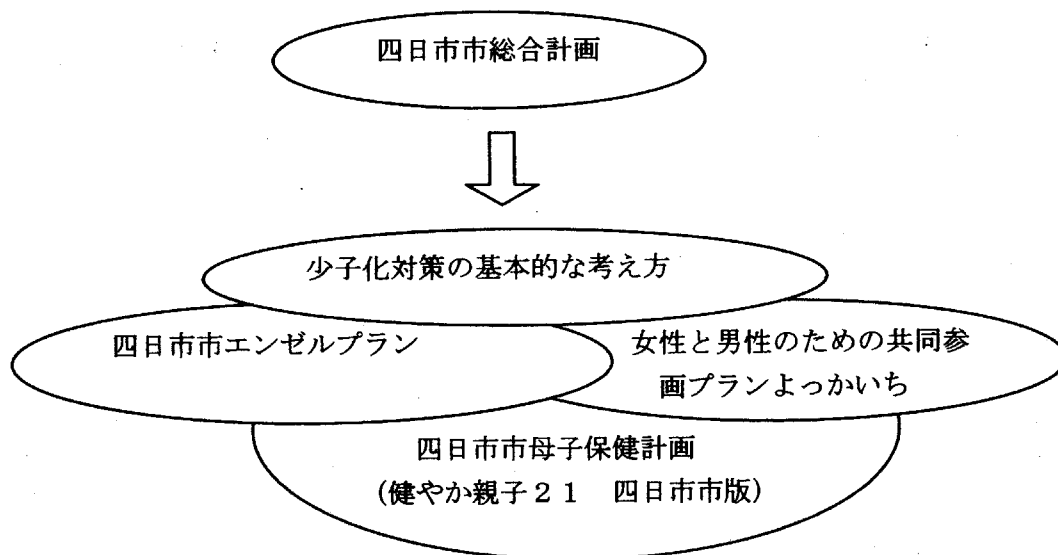 四日市市総合計画
少子化対策の基本的な考え方
四日市市エンゼルプラン
女性と男性のための共同参
画プランよっかいち
四日市市母子保健計画
(健やか親子２１　四日市市版)